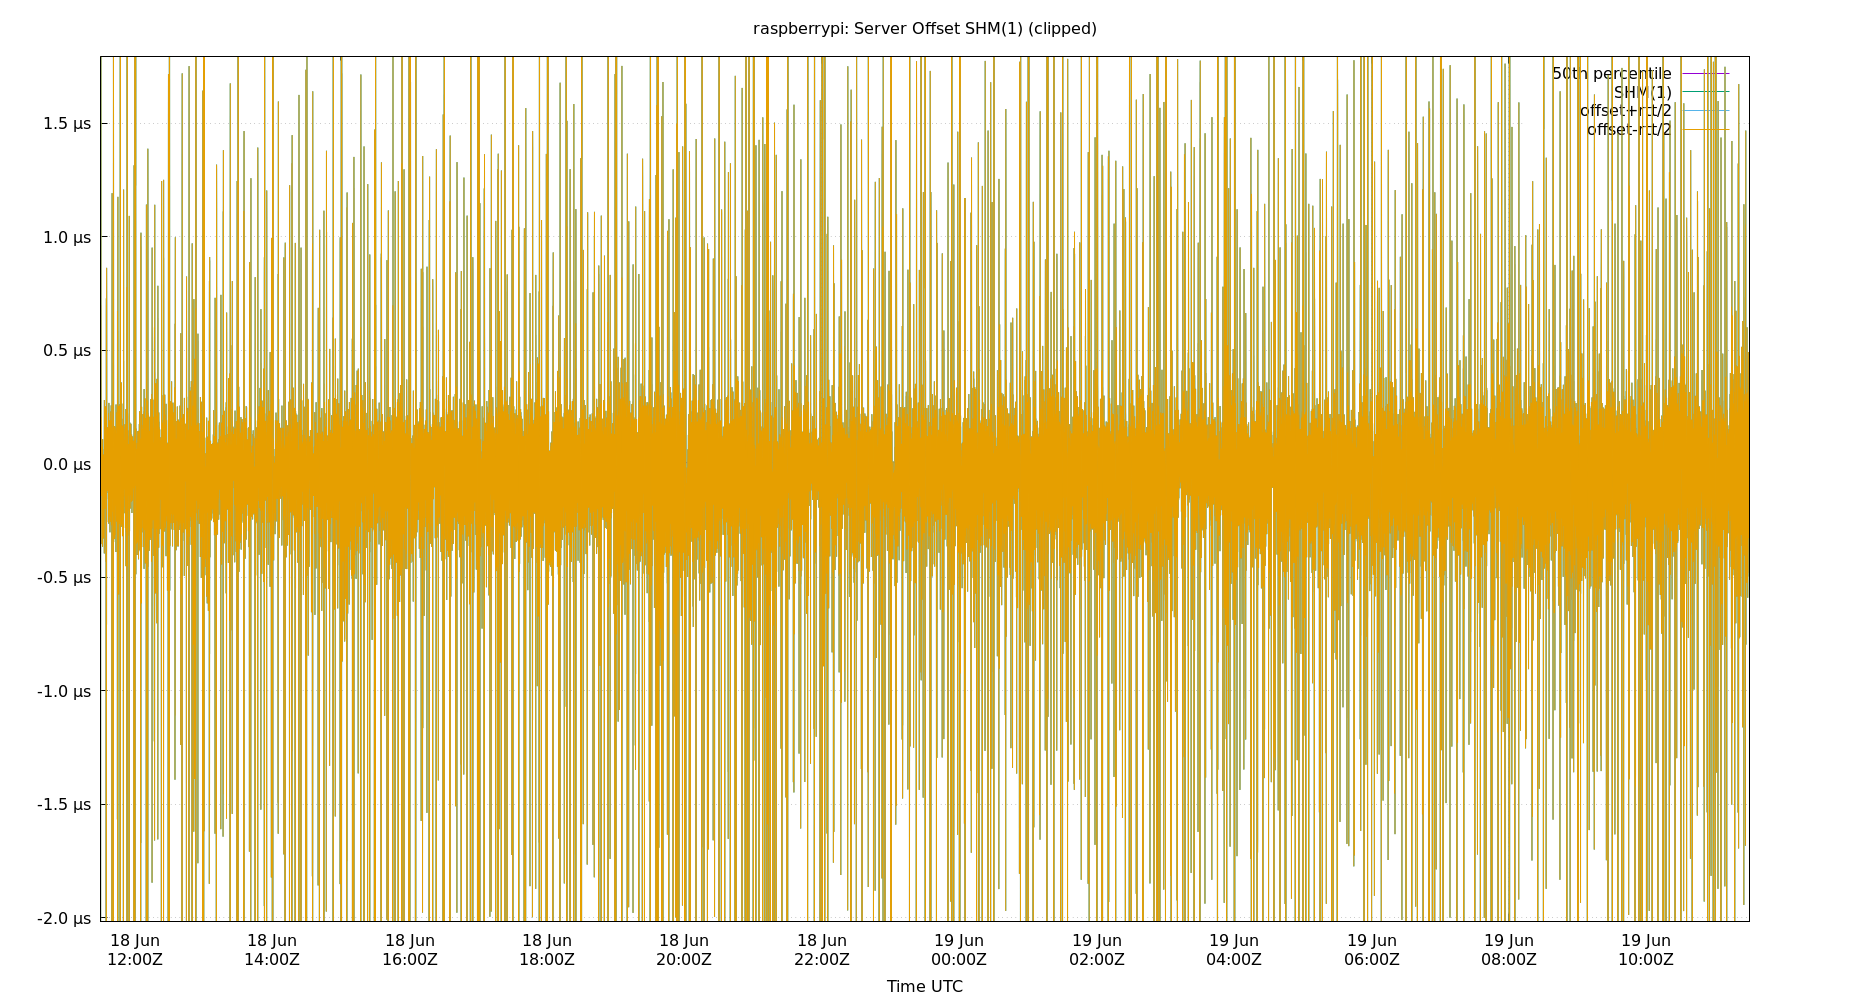 raspberrypi: Server Offset SHM(1) (clipped)
50th percentile
SHM(1)
offset+rtt/2
offset-rtt/2
1.5 µs
1.0 µs
0.5 µs
0.0 µs
-0.5 µs
-1.0 µs
-1.5 µs
-2.0 µs
18 Jun 18 Jun 18 Jun 18 Jun 18 Jun 18 Jun 19 Jun 19 Jun 19 Jun 19 Jun 19 Jun 19 Jun
12:00Z 14:00Z 16:00Z 18:00Z 20:00Z 22:00Z 00:00Z 02:00Z 04:00Z 06:00Z 08:00Z 10:00Z
Time UTC